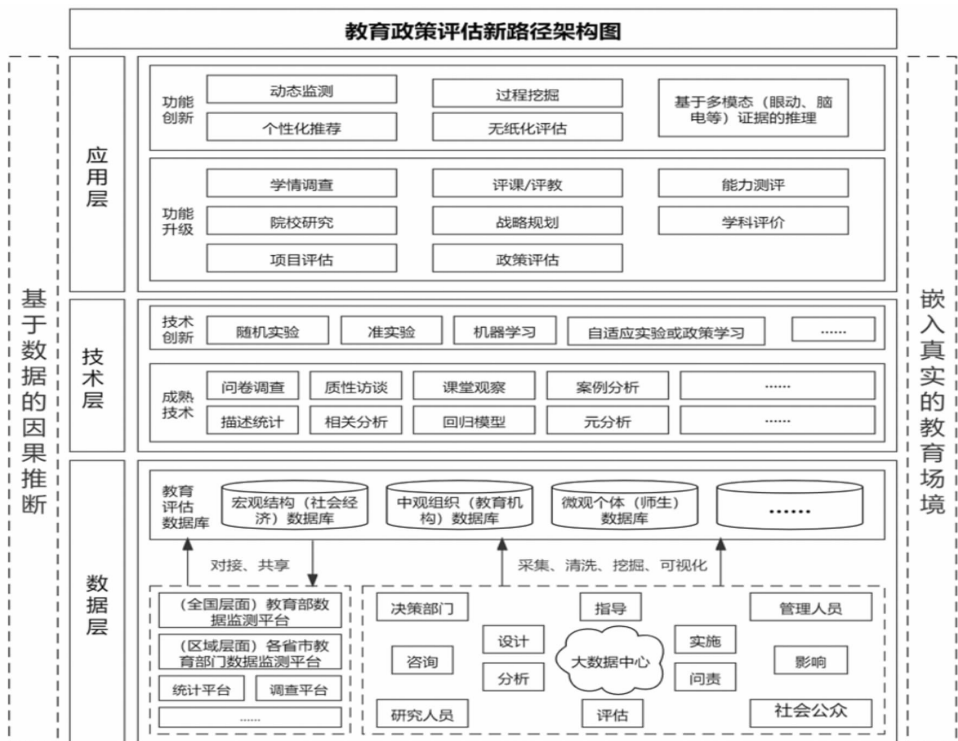 教育政策评估新路径架构图
基于数据的因果推断
应用层
功能
创新
动态监测
过程挖掘
基于多模态（眼动、脑
电等）证据的推理
个性化推荐
无纸化评估
功能
升级
学情调查
评课/评教
能力测评
院校研究
战略规划
学科评价
项目评估
政策评估
技术层
技术
创新
随机实验
准实验
机器学习
自适应实验或政策学习
......
成熟
技术
问卷调查
质性访谈
课堂观察
案例分析
......
描述统计
相关分析
回归模型
元分析
......
数据层
教育
评估
数据库
宏观结构（社会经
济）数据库
中观组织（教育机
构）数据库
微观个体（师生）
数据库
......
对接、共享
采集、清洗、挖掘、可视化
（全国层面）教育部数
据监测平台
（区域层面）各省市教
育部门数据监测平台
统计平台
调查平台
......
决策部门
指导
管理人员
设计
实施
咨询
大数据中心
影响
分析
问责
研究人员
评估
社会公众
嵌入真实的教育场境